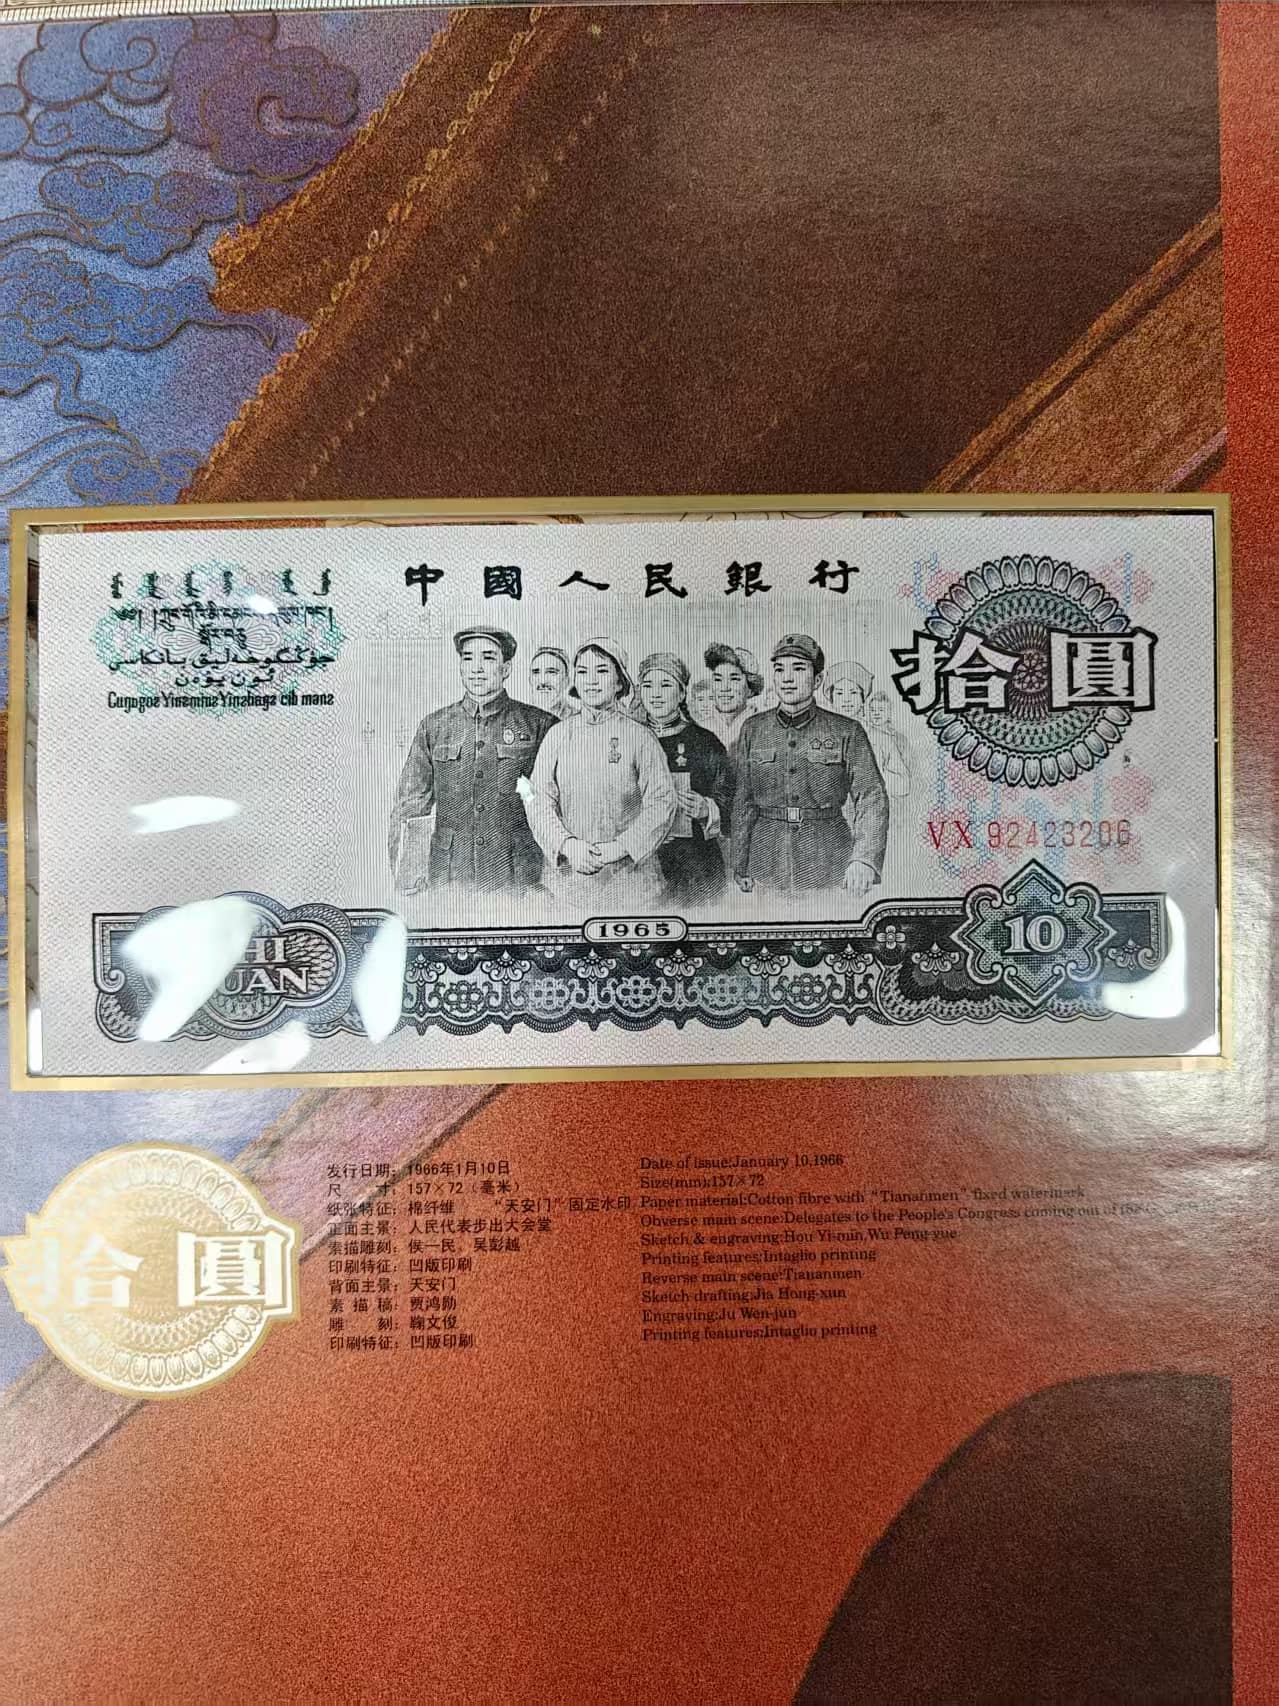 中國人民銀行
Cuŋgoƣ Yinzminz Yinzhaŋz cib maenz
拾圓
VX 92423206
1965
10
发行日期：1966年1月10日
尺　　寸：157×72（毫米）
纸张特征：棉纤维　“天安门”固定水印
正面主景：人民代表步出大会堂
素描雕刻：侯一民、吴彭越
印刷特征：凹版印刷
背面主景：天安门
素 描 稿：贾鸿勋
雕　　刻：鞠文俊
印刷特征：凹版印刷
Date of issue:January 10,1966
Size(mm):157×72
Paper material:Cotton fibre with “Tiananmen” fixed watermark
Obverse main scene:Delegates to the People's Congress coming out of
Sketch & engraving:Hou Yi-min,Wu Peng-yue
Printing features:Intaglio printing
Reverse main scene:Tiananmen
Sketch drafting:Jia Hong-xun
Engraving:Ju Wen-jun
Printing features:Intaglio printing
拾圓